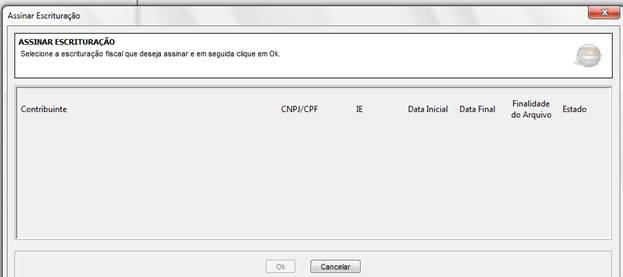 Assinar Escrituração
ASSINAR ESCRITURAÇÃO
Selecione a escrituração fiscal que deseja assinar e em seguida clique em Ok.
Contribuinte CNPJ/CPF IE Data Inicial Data Final Finalidade do Arquivo Estado
Ok Cancelar